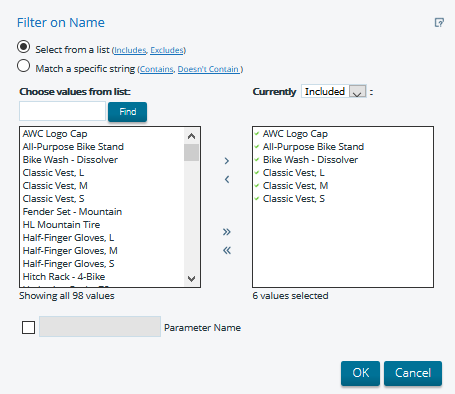 Filter on Name
Select from a list (Includes, Excludes)
Match a specific string (Contains, Doesn't Contain )
Choose values from list:
Find
AWC Logo Cap
All-Purpose Bike Stand
Bike Wash - Dissolver
Classic Vest, L
Classic Vest, M
Classic Vest, S
Fender Set - Mountain
HL Mountain Tire
Half-Finger Gloves, L
Half-Finger Gloves, M
Half-Finger Gloves, S
Hitch Rack - 4-Bike
Showing all 98 values
Currently Included :
AWC Logo Cap
All-Purpose Bike Stand
Bike Wash - Dissolver
Classic Vest, L
Classic Vest, M
Classic Vest, S
6 values selected
Parameter Name
OK Cancel